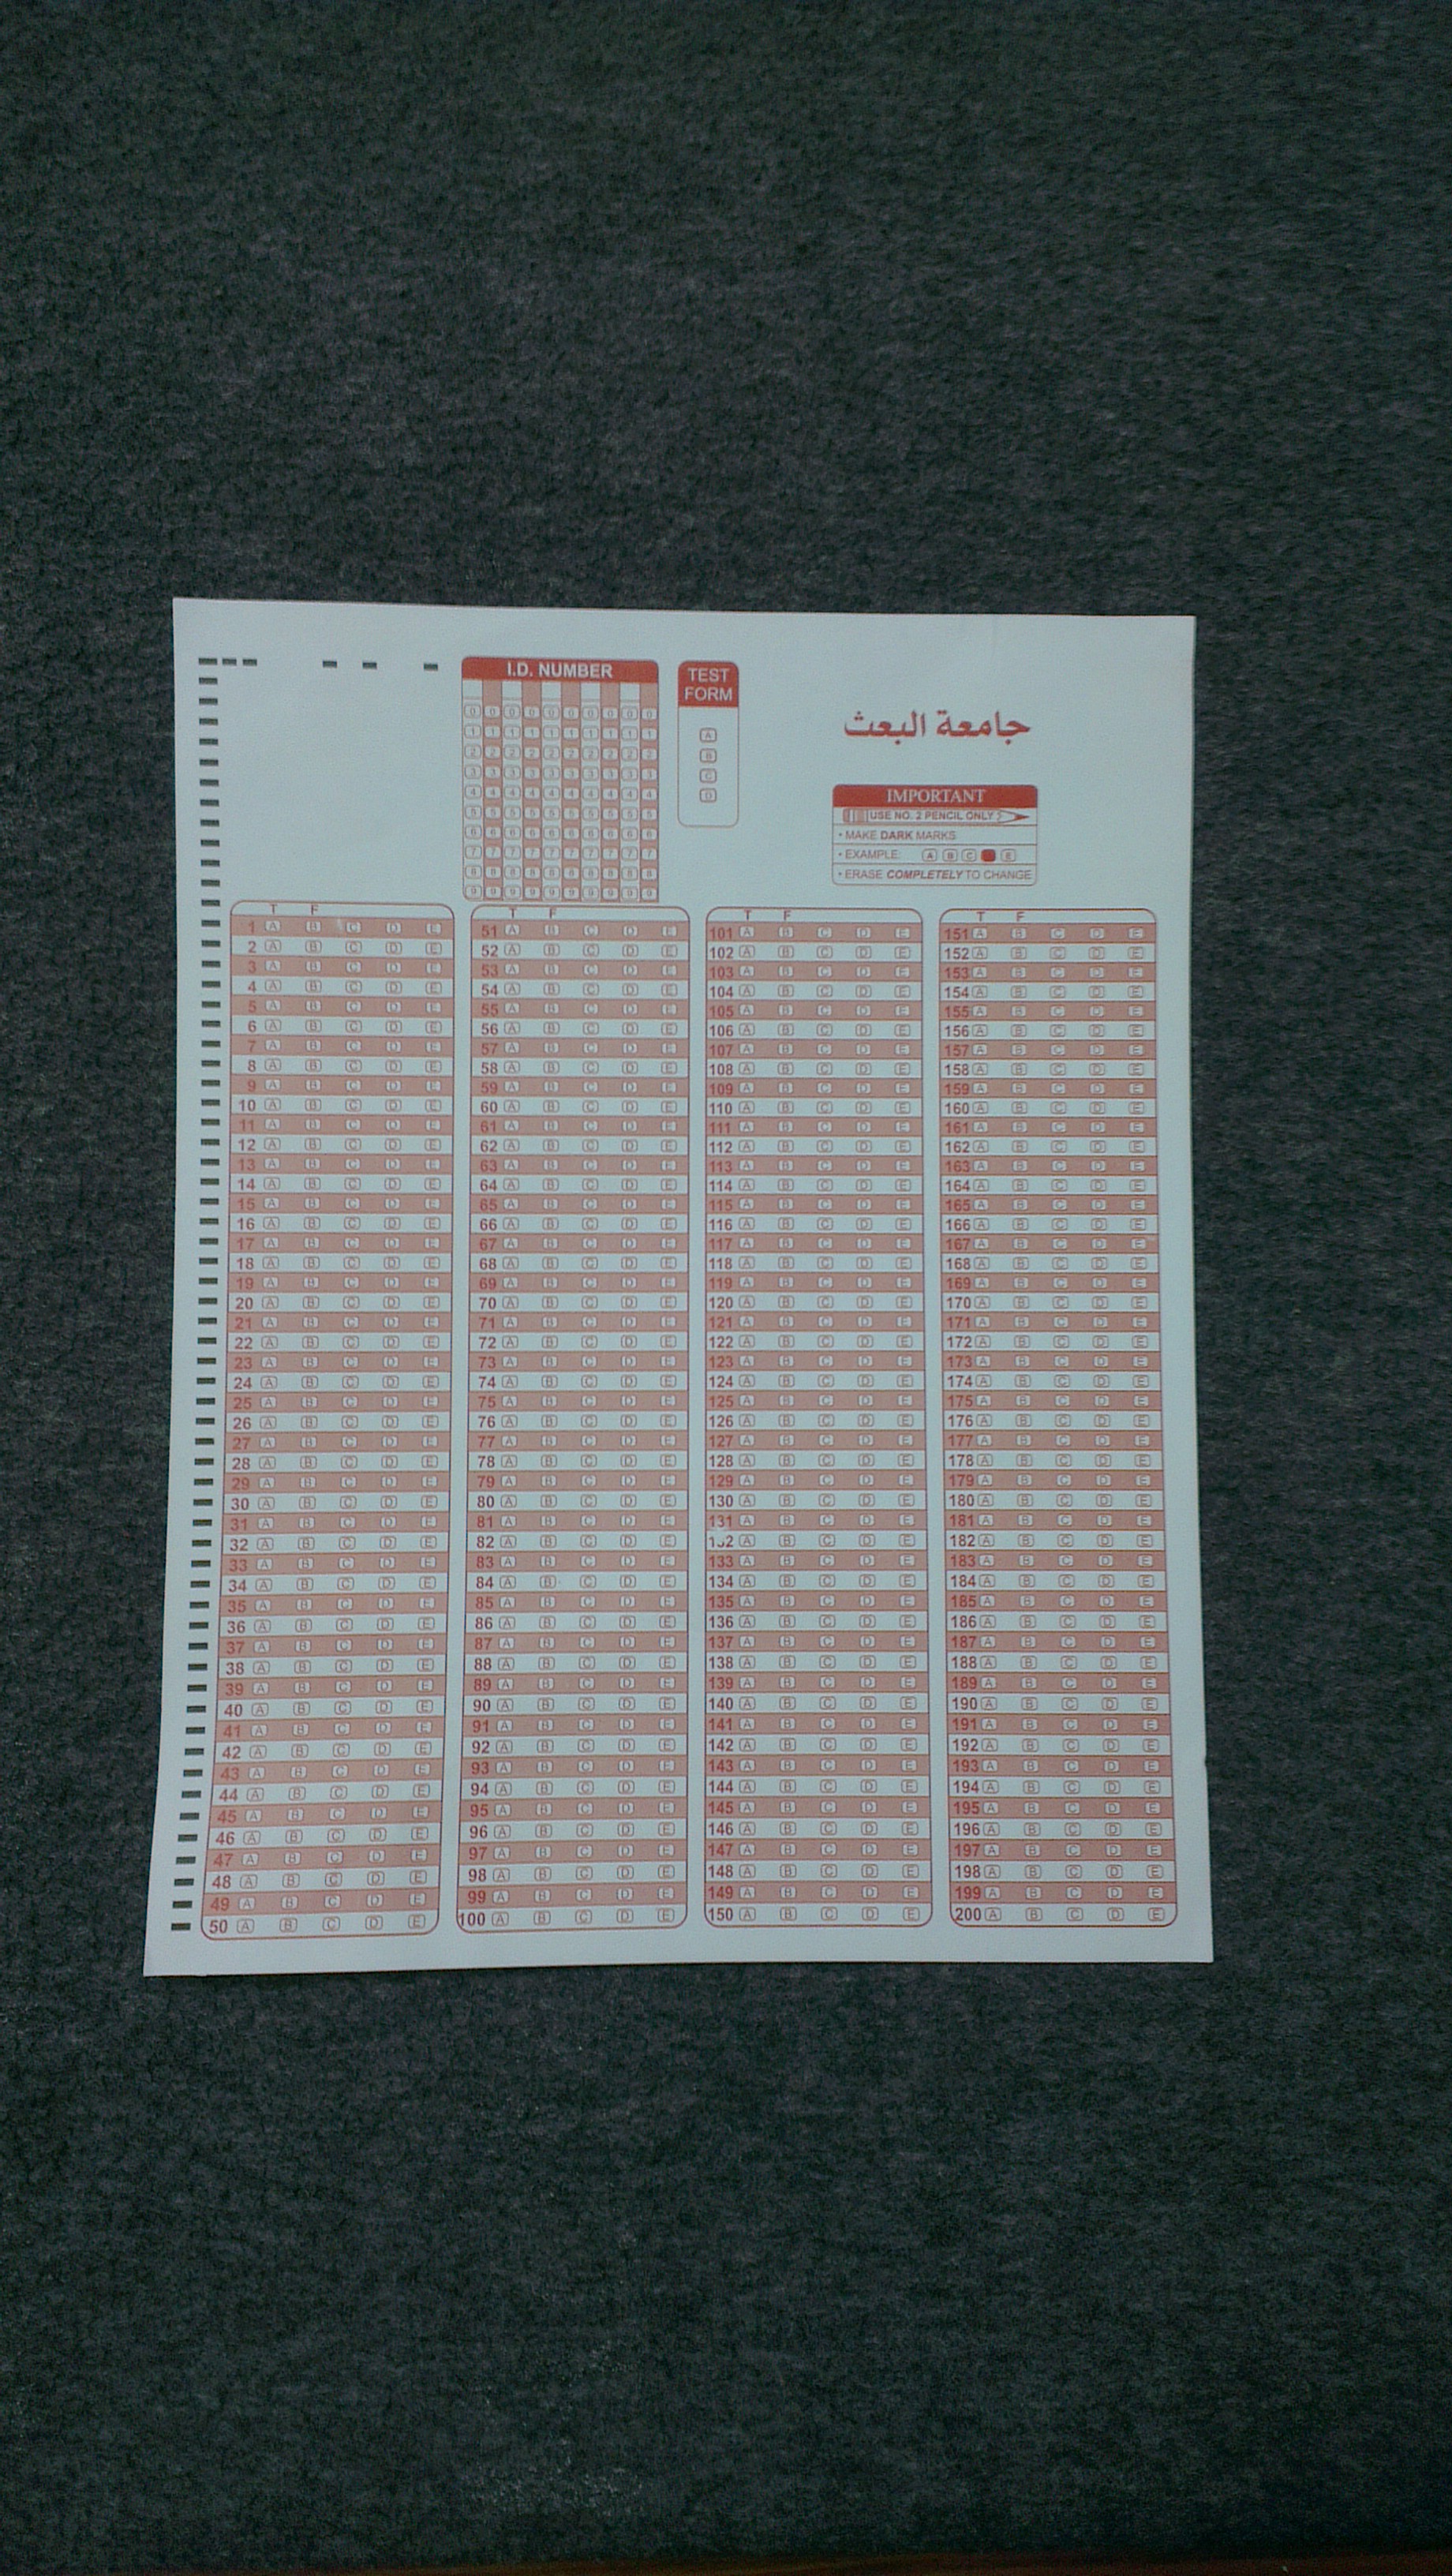 I.D. NUMBER
0 0 0 0 0 0 0 0 0 0
1 1 1 1 1 1 1 1 1 1
2 2 2 2 2 2 2 2 2 2
3 3 3 3 3 3 3 3 3 3
4 4 4 4 4 4 4 4 4 4
5 5 5 5 5 5 5 5 5 5
6 6 6 6 6 6 6 6 6 6
7 7 7 7 7 7 7 7 7 7
8 8 8 8 8 8 8 8 8 8
9 9 9 9 9 9 9 9 9 9
TEST
FORM
A
B
C
D
جامعة البعث
IMPORTANT
USE NO. 2 PENCIL ONLY
• MAKE DARK MARKS
• EXAMPLE: A B C E
• ERASE COMPLETELY TO CHANGE
T F
1 A B C D E
2 A B C D E
3 A B C D E
4 A B C D E
5 A B C D E
6 A B C D E
7 A B C D E
8 A B C D E
9 A B C D E
10 A B C D E
11 A B C D E
12 A B C D E
13 A B C D E
14 A B C D E
15 A B C D E
16 A B C D E
17 A B C D E
18 A B C D E
19 A B C D E
20 A B C D E
21 A B C D E
22 A B C D E
23 A B C D E
24 A B C D E
25 A B C D E
26 A B C D E
27 A B C D E
28 A B C D E
29 A B C D E
30 A B C D E
31 A B C D E
32 A B C D E
33 A B C D E
34 A B C D E
35 A B C D E
36 A B C D E
37 A B C D E
38 A B C D E
39 A B C D E
40 A B C D E
41 A B C D E
42 A B C D E
43 A B C D E
44 A B C D E
45 A B C D E
46 A B C D E
47 A B C D E
48 A B C D E
49 A B C D E
50 A B C D E
T F
51 A B C D E
52 A B C D E
53 A B C D E
54 A B C D E
55 A B C D E
56 A B C D E
57 A B C D E
58 A B C D E
59 A B C D E
60 A B C D E
61 A B C D E
62 A B C D E
63 A B C D E
64 A B C D E
65 A B C D E
66 A B C D E
67 A B C D E
68 A B C D E
69 A B C D E
70 A B C D E
71 A B C D E
72 A B C D E
73 A B C D E
74 A B C D E
75 A B C D E
76 A B C D E
77 A B C D E
78 A B C D E
79 A B C D E
80 A B C D E
81 A B C D E
82 A B C D E
83 A B C D E
84 A B C D E
85 A B C D E
86 A B C D E
87 A B C D E
88 A B C D E
89 A B C D E
90 A B C D E
91 A B C D E
92 A B C D E
93 A B C D E
94 A B C D E
95 A B C D E
96 A B C D E
97 A B C D E
98 A B C D E
99 A B C D E
100 A B C D E
T F
101 A B C D E
102 A B C D E
103 A B C D E
104 A B C D E
105 A B C D E
106 A B C D E
107 A B C D E
108 A B C D E
109 A B C D E
110 A B C D E
111 A B C D E
112 A B C D E
113 A B C D E
114 A B C D E
115 A B C D E
116 A B C D E
117 A B C D E
118 A B C D E
119 A B C D E
120 A B C D E
121 A B C D E
122 A B C D E
123 A B C D E
124 A B C D E
125 A B C D E
126 A B C D E
127 A B C D E
128 A B C D E
129 A B C D E
130 A B C D E
131 A B C D E
132 A B C D E
133 A B C D E
134 A B C D E
135 A B C D E
136 A B C D E
137 A B C D E
138 A B C D E
139 A B C D E
140 A B C D E
141 A B C D E
142 A B C D E
143 A B C D E
144 A B C D E
145 A B C D E
146 A B C D E
147 A B C D E
148 A B C D E
149 A B C D E
150 A B C D E
T F
151 A B C D E
152 A B C D E
153 A B C D E
154 A B C D E
155 A B C D E
156 A B C D E
157 A B C D E
158 A B C D E
159 A B C D E
160 A B C D E
161 A B C D E
162 A B C D E
163 A B C D E
164 A B C D E
165 A B C D E
166 A B C D E
167 A B C D E
168 A B C D E
169 A B C D E
170 A B C D E
171 A B C D E
172 A B C D E
173 A B C D E
174 A B C D E
175 A B C D E
176 A B C D E
177 A B C D E
178 A B C D E
179 A B C D E
180 A B C D E
181 A B C D E
182 A B C D E
183 A B C D E
184 A B C D E
185 A B C D E
186 A B C D E
187 A B C D E
188 A B C D E
189 A B C D E
190 A B C D E
191 A B C D E
192 A B C D E
193 A B C D E
194 A B C D E
195 A B C D E
196 A B C D E
197 A B C D E
198 A B C D E
199 A B C D E
200 A B C D E